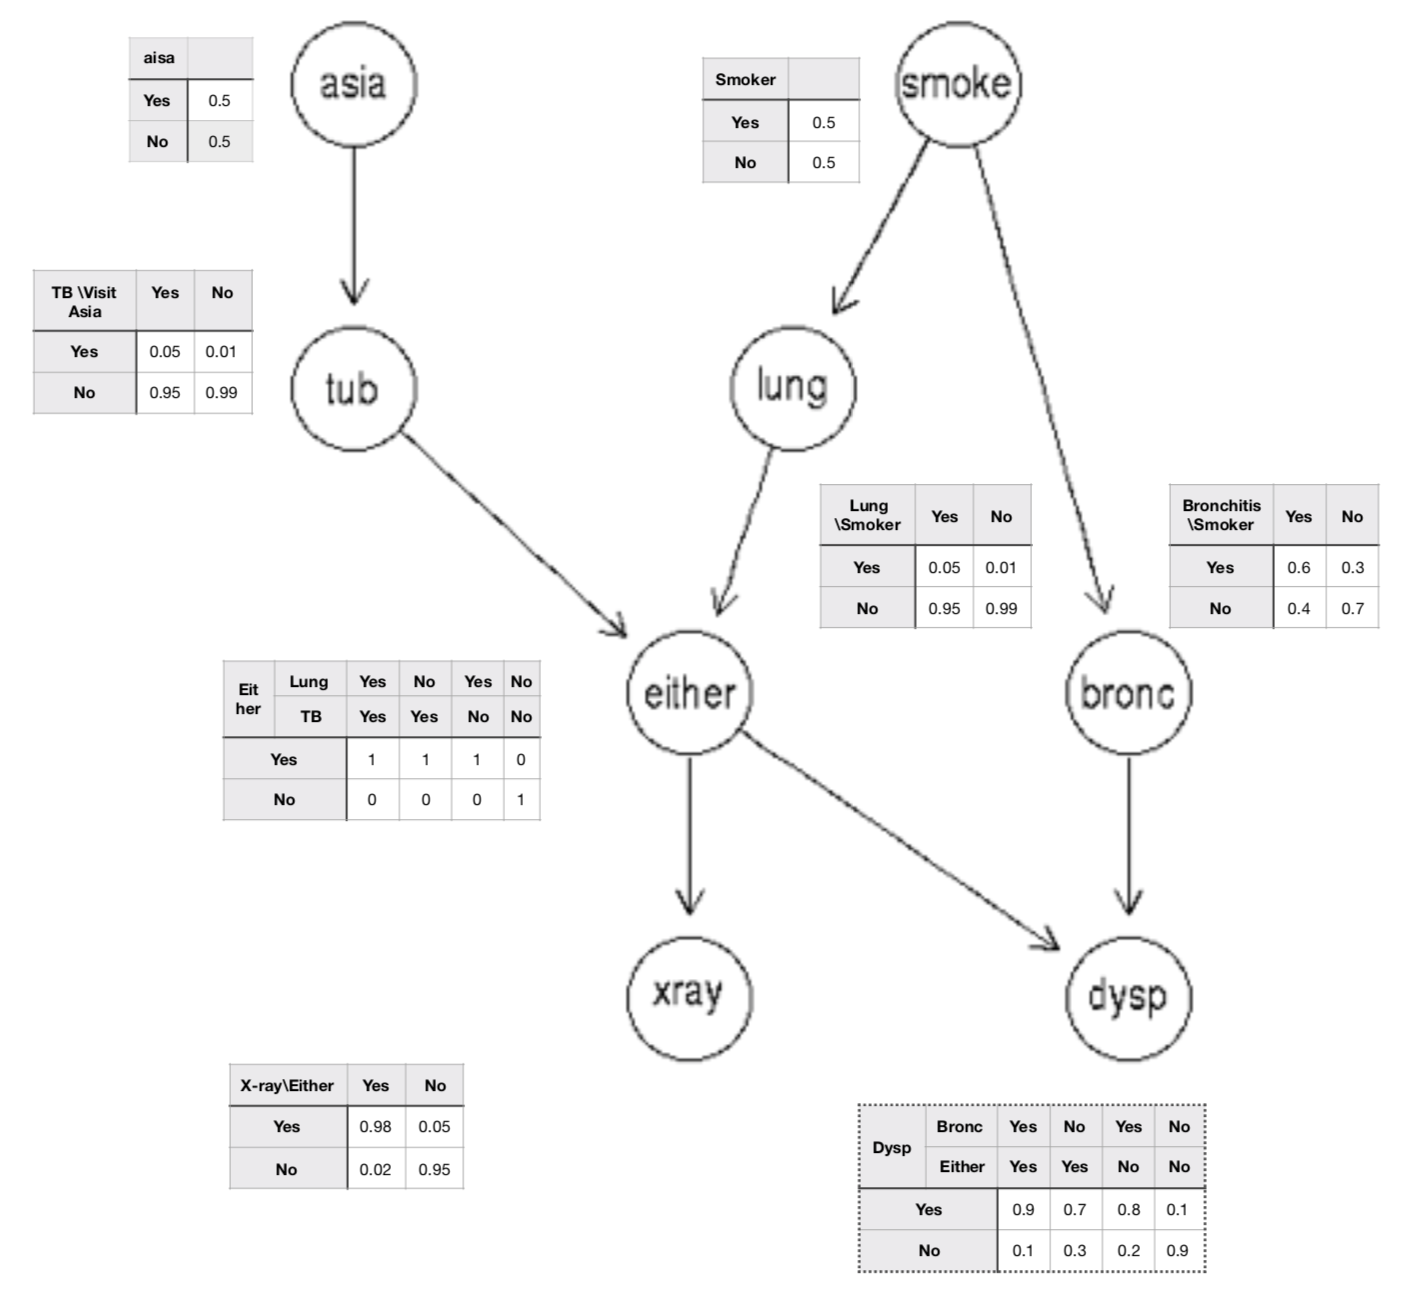 asia
smoke
aisa
Yes 0.5
No 0.5
Smoker
Yes 0.5
No 0.5
TB \Visit Yes No
Asia
Yes 0.05 0.01
No 0.95 0.99
tub
lung
Lung
\Smoker Yes No
Yes 0.05 0.01
No 0.95 0.99
Bronchitis
\Smoker Yes No
Yes 0.6 0.3
No 0.4 0.7
either
bronc
Eit
her
Lung Yes No Yes No
TB Yes Yes No No
Yes 1 1 1 0
No 0 0 0 1
xray
dysp
X-ray\Either Yes No
Yes 0.98 0.05
No 0.02 0.95
Dysp
Bronc Yes No Yes No
Either Yes Yes No No
Yes 0.9 0.7 0.8 0.1
No 0.1 0.3 0.2 0.9